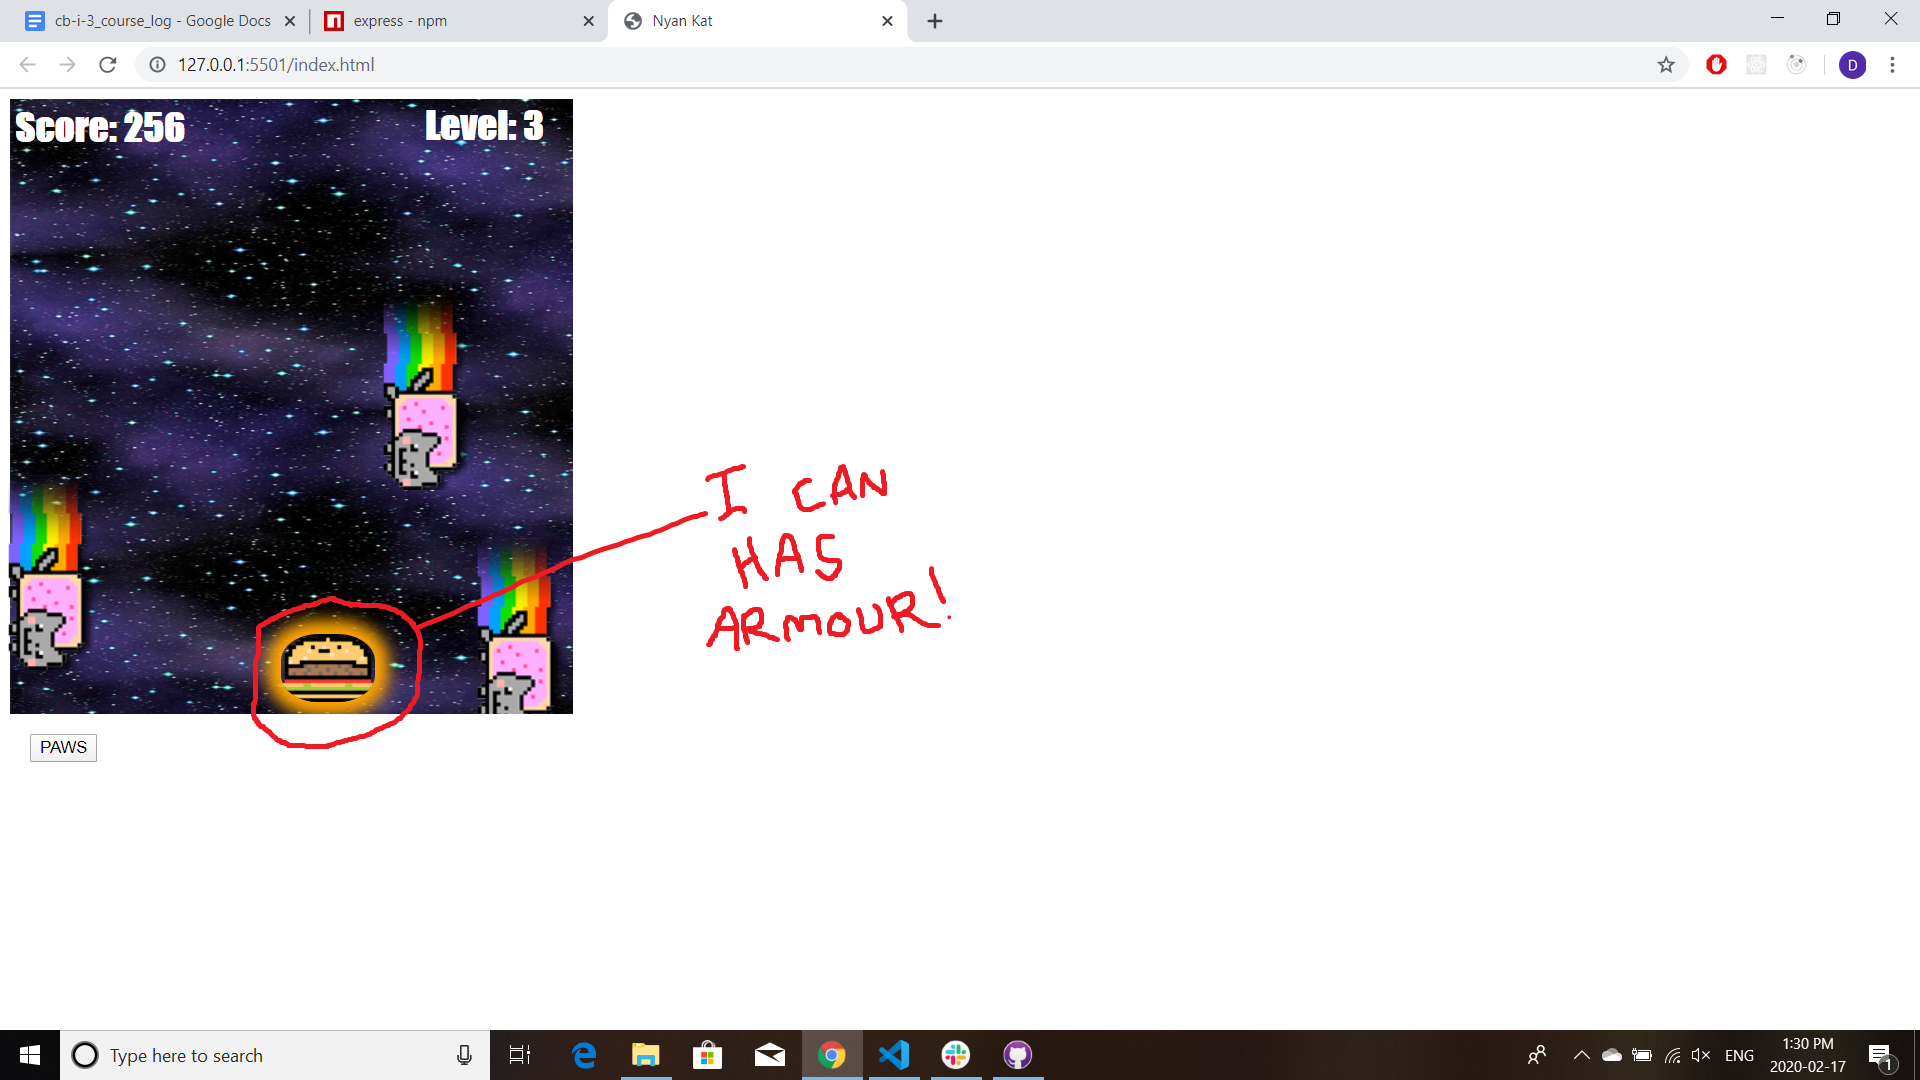 cb-i-3_course_log - Google Docs
express - npm
Nyan Kat
127.0.0.1:5501/index.html
D
Score: 256
Level: 3
I CAN
HAS
ARMOUR!
PAWS
Type here to search
ENG
1:30 PM
2020-02-17
1